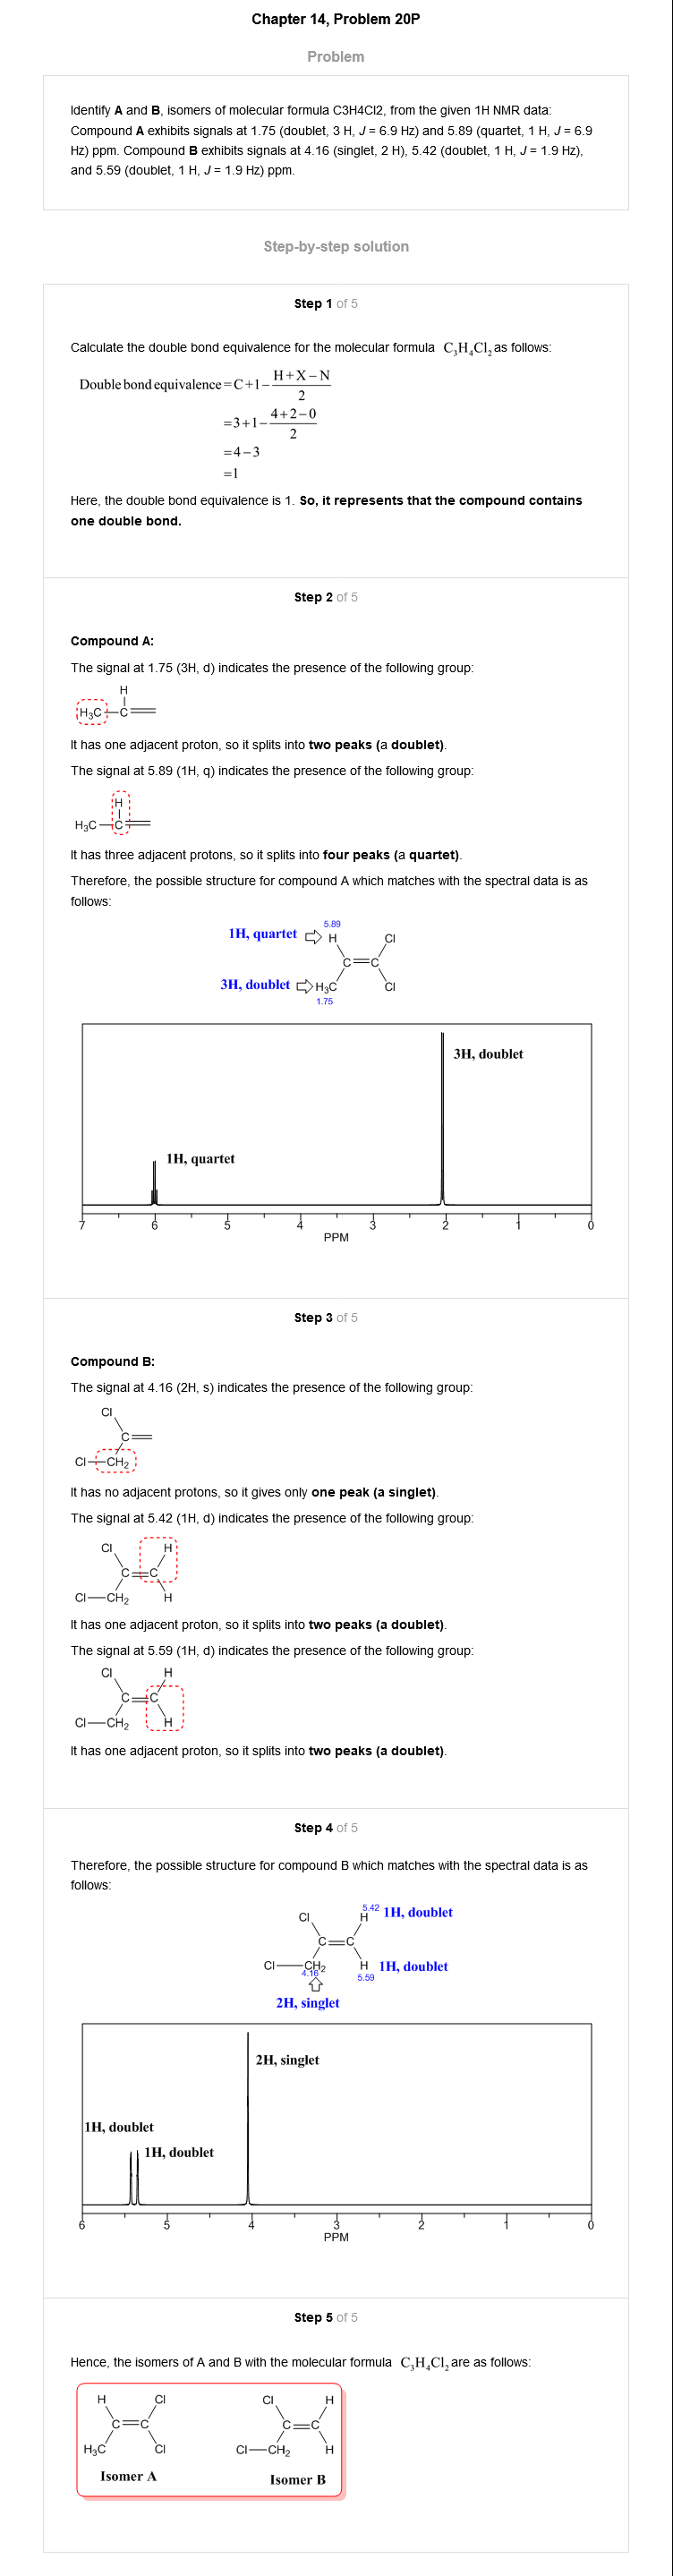 Chapter 14, Problem 20P
Problem
Identify A and B, isomers of molecular formula C3H4Cl2, from the given 1H NMR data:
Compound A exhibits signals at 1.75 (doublet, 3 H, J = 6.9 Hz) and 5.89 (quartet, 1 H, J = 6.9
Hz) ppm. Compound B exhibits signals at 4.16 (singlet, 2 H), 5.42 (doublet, 1 H, J = 1.9 Hz),
and 5.59 (doublet, 1 H, J = 1.9 Hz) ppm.
Step-by-step solution
Step 1 of 5
Calculate the double bond equivalence for the molecular formula C₃H₄Cl₂ as follows:
Double bond equivalence = C+1− H+X−N
2
=3+1− 4+2−0
2
=4−3
=1
Here, the double bond equivalence is 1. So, it represents that the compound contains
one double bond.
Step 2 of 5
Compound A:
The signal at 1.75 (3H, d) indicates the presence of the following group:
H
H₃C C
It has one adjacent proton, so it splits into two peaks (a doublet).
The signal at 5.89 (1H, q) indicates the presence of the following group:
H
H₃C C
It has three adjacent protons, so it splits into four peaks (a quartet).
Therefore, the possible structure for compound A which matches with the spectral data is as
follows:
5.89
1H, quartet H Cl
C C
3H, doublet H₃C Cl
1.75
3H, doublet
1H, quartet
7 6 5 4 3 2 1 0
PPM
Step 3 of 5
Compound B:
The signal at 4.16 (2H, s) indicates the presence of the following group:
Cl
C
Cl CH₂
It has no adjacent protons, so it gives only one peak (a singlet).
The signal at 5.42 (1H, d) indicates the presence of the following group:
Cl H
C C
Cl CH₂ H
It has one adjacent proton, so it splits into two peaks (a doublet).
The signal at 5.59 (1H, d) indicates the presence of the following group:
Cl H
C C
Cl CH₂ H
It has one adjacent proton, so it splits into two peaks (a doublet).
Step 4 of 5
Therefore, the possible structure for compound B which matches with the spectral data is as
follows:
5.42
Cl H 1H, doublet
C C
Cl CH₂ H 1H, doublet
4.16 5.59
2H, singlet
2H, singlet
1H, doublet
1H, doublet
6 5 4 3 2 1 0
PPM
Step 5 of 5
Hence, the isomers of A and B with the molecular formula C₃H₄Cl₂ are as follows:
H Cl Cl H
C C C C
H₃C Cl Cl CH₂ H
Isomer A Isomer B